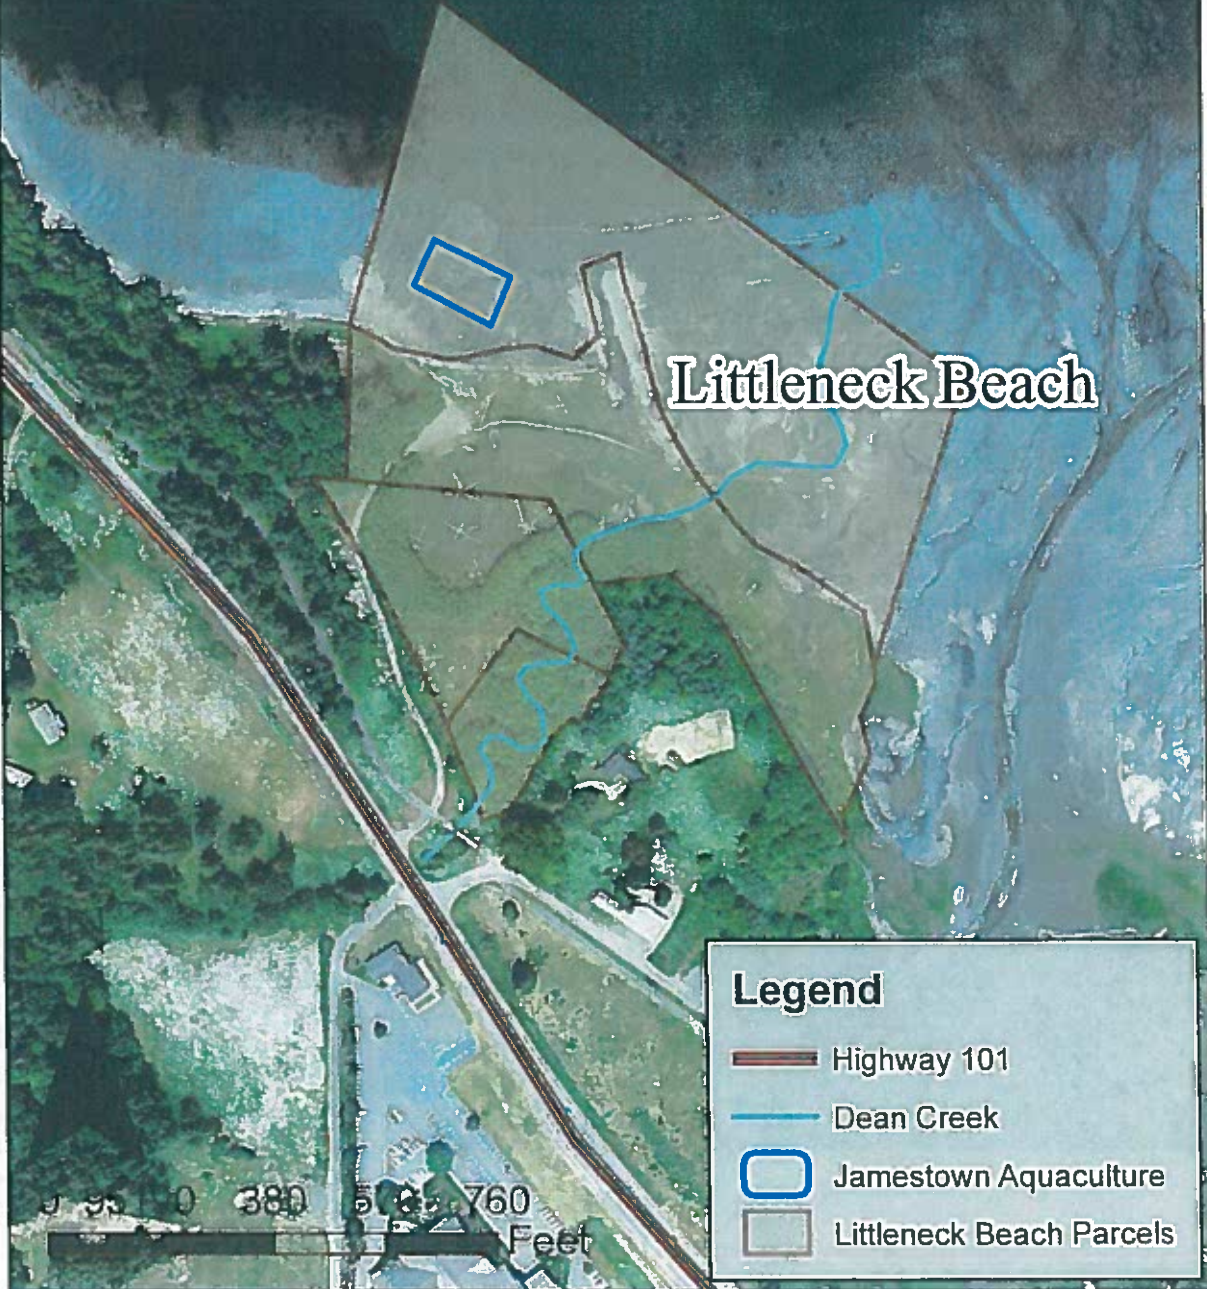 Littleneck Beach
Legend
Highway 101
Dean Creek
Jamestown Aquaculture
Littleneck Beach Parcels
380 760
Feet